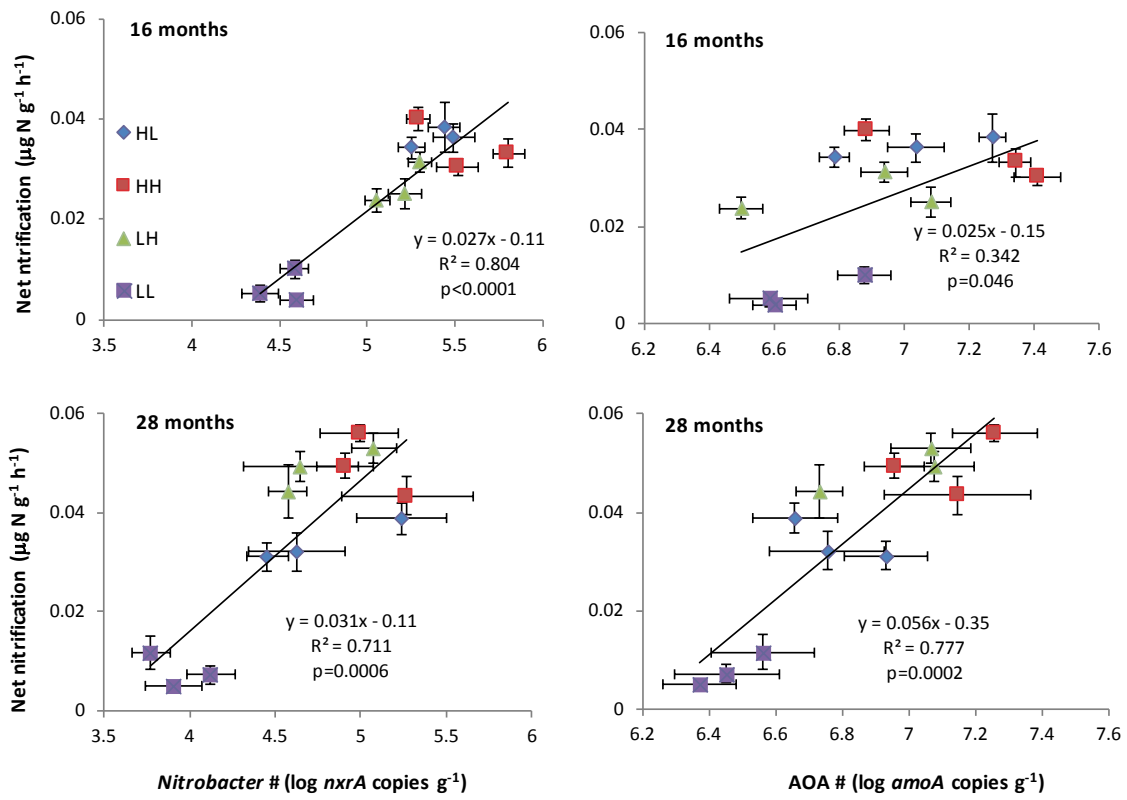 16 months
Net ntrification (µg N g⁻¹ h⁻¹)
0.06
0.04
0.02
0
HL
HH
LH
LL
y = 0.027x - 0.11
R² = 0.804
p<0.0001
3.5
4
4.5
5
5.5
6
16 months
0.06
0.04
0.02
0
y = 0.025x - 0.15
R² = 0.342
p=0.046
6.2
6.4
6.6
6.8
7
7.2
7.4
7.6
28 months
Net nitrification (µg N g⁻¹ h⁻¹)
0.06
0.04
0.02
0
y = 0.031x - 0.11
R² = 0.711
p=0.0006
3.5
4
4.5
5
5.5
6
Nitrobacter # (log nxrA copies g⁻¹)
28 months
0.06
0.04
0.02
0
y = 0.056x - 0.35
R² = 0.777
p=0.0002
6.2
6.4
6.6
6.8
7
7.2
7.4
7.6
AOA # (log amoA copies g⁻¹)